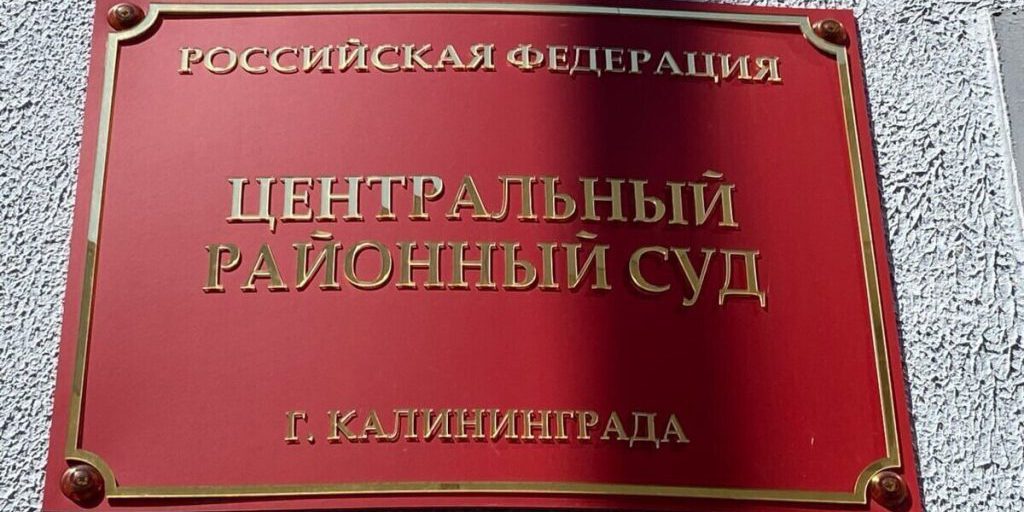 РОССИЙСКАЯ ФЕДЕРАЦИЯ
ЦЕНТРАЛЬНЫЙ
РАЙОННЫЙ СУД
Г. КАЛИНИНГРАДА